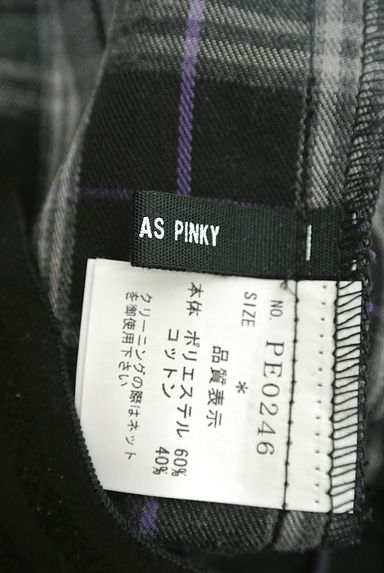 AS PINKY
NO. PE0246
SIZE *
品質表示
本体 ポリエステル 60%
コットン 40%
クリーニングの際はネット
を御使用下さい